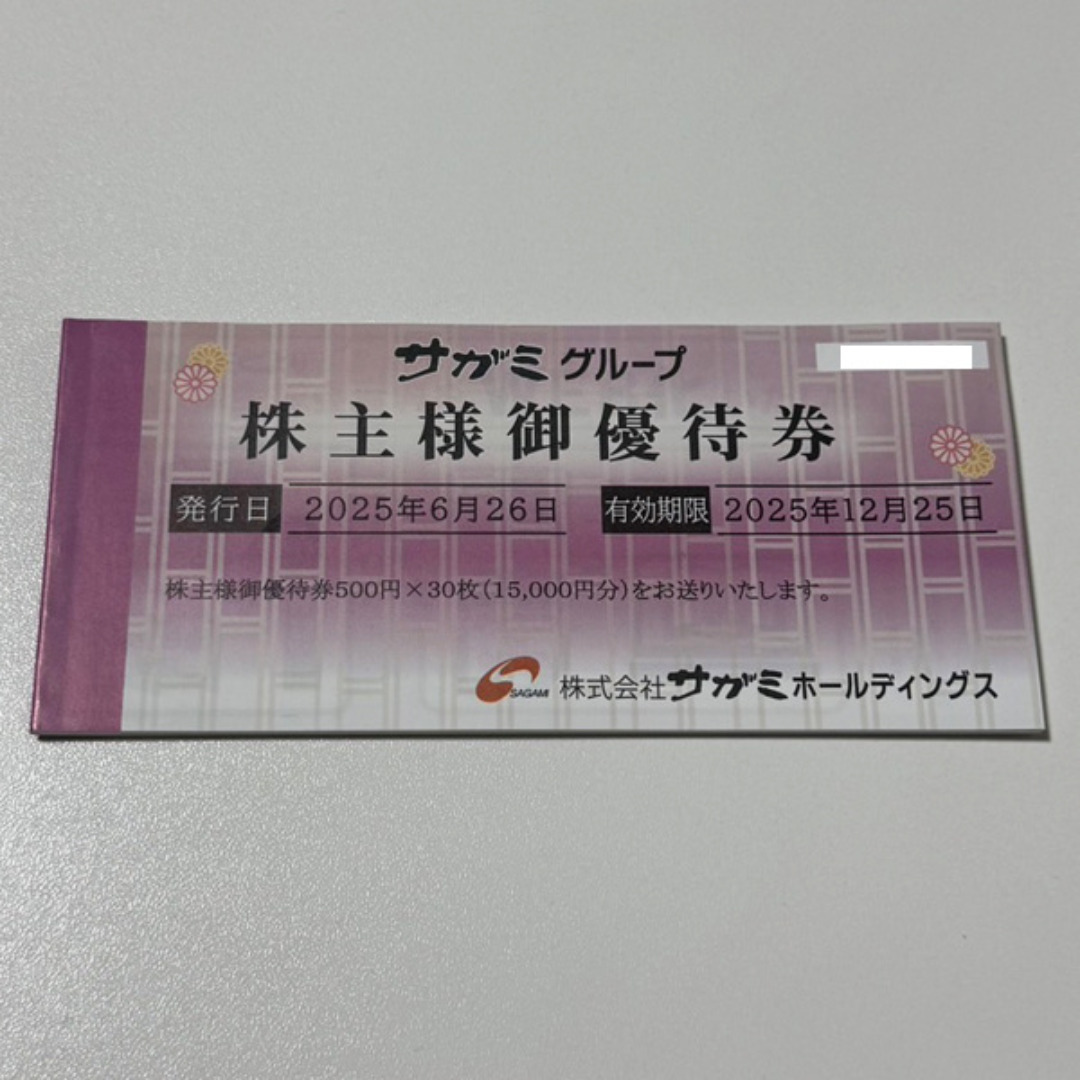 サガミグループ
株主様御優待券
発行日 2025年6月26日 有効期限 2025年12月25日
株主様御優待券500円×30枚(15,000円分)をお送りいたします。
SAGAMI 株式会社サガミホールディングス